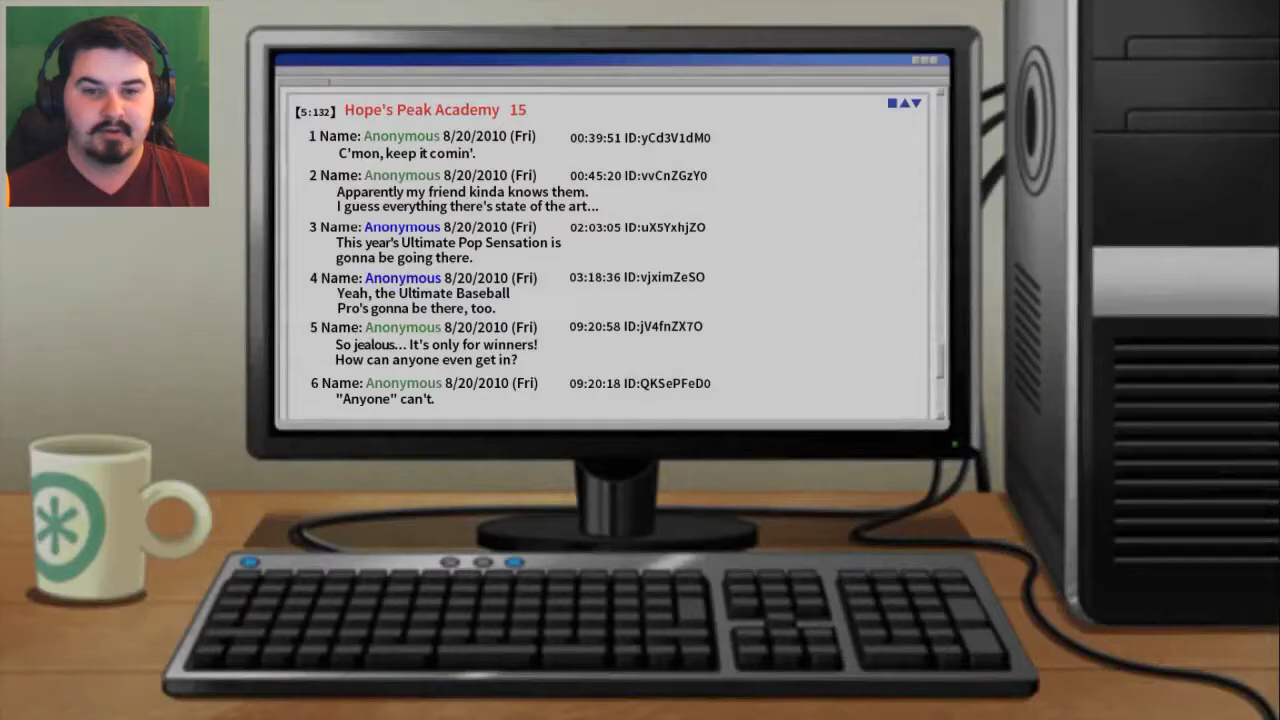 【5:132】 Hope's Peak Academy 15
1 Name: Anonymous 8/20/2010 (Fri) 00:39:51 ID:yCd3V1dM0
C'mon, keep it comin'.
2 Name: Anonymous 8/20/2010 (Fri) 00:45:20 ID:vvCnZGzY0
Apparently my friend kinda knows them.
I guess everything there's state of the art...
3 Name: Anonymous 8/20/2010 (Fri) 02:03:05 ID:uX5YxhjZO
This year's Ultimate Pop Sensation is
gonna be going there.
4 Name: Anonymous 8/20/2010 (Fri) 03:18:36 ID:vjximZeSO
Yeah, the Ultimate Baseball
Pro's gonna be there, too.
5 Name: Anonymous 8/20/2010 (Fri) 09:20:58 ID:jV4fnZX7O
So jealous... It's only for winners!
How can anyone even get in?
6 Name: Anonymous 8/20/2010 (Fri) 09:20:18 ID:QKSePFeD0
"Anyone" can't.